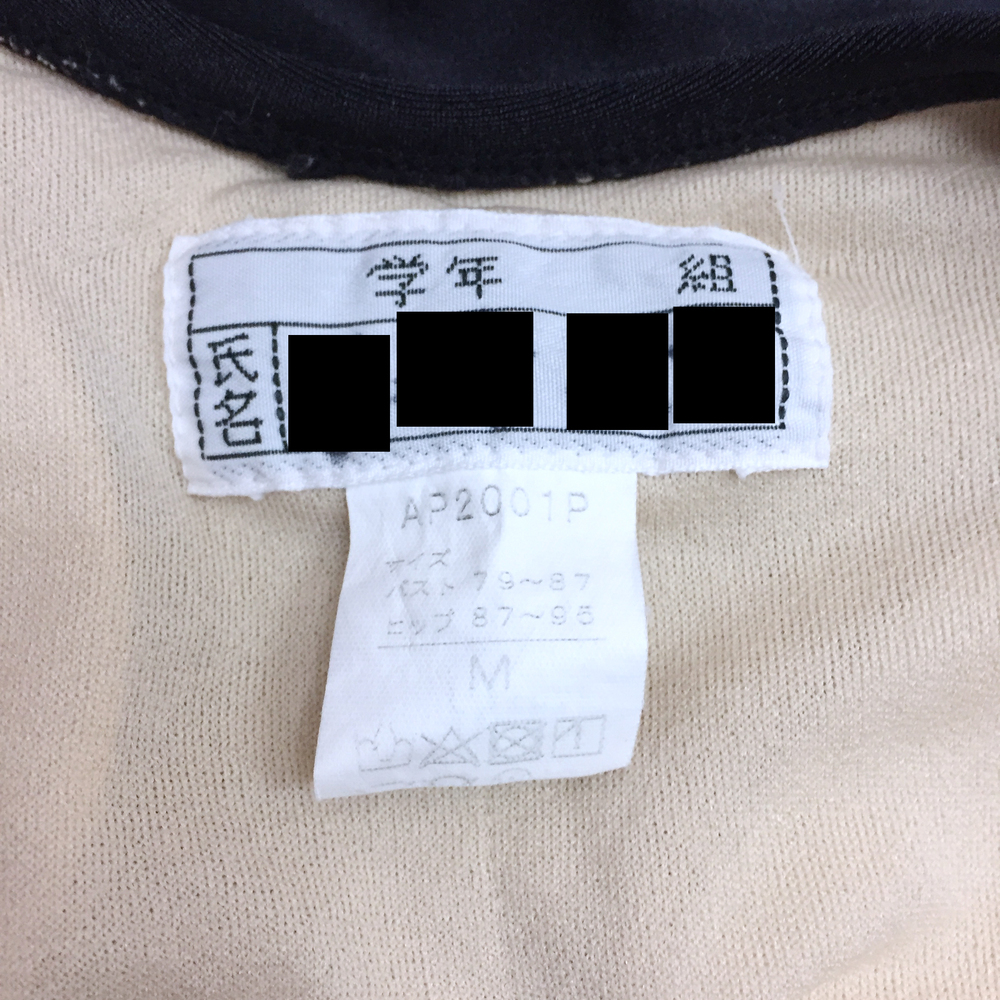 学年 組
氏名
AP2001P
サイズ
バスト 79~87
ヒップ 87~95
M